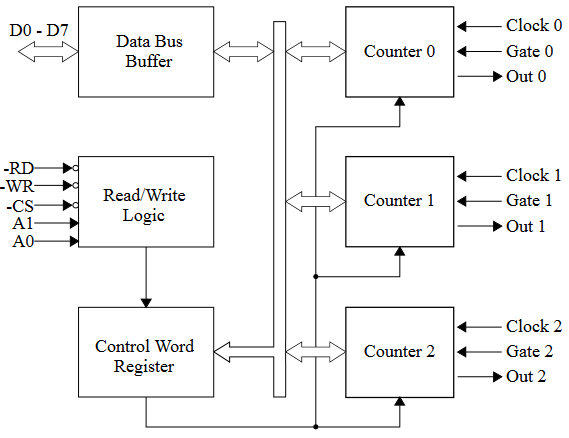 D0 - D7
Data Bus
Buffer
Counter 0
Clock 0
Gate 0
Out 0
-RD
-WR
-CS
A1
A0
Read/Write
Logic
Counter 1
Clock 1
Gate 1
Out 1
Control Word
Register
Counter 2
Clock 2
Gate 2
Out 2